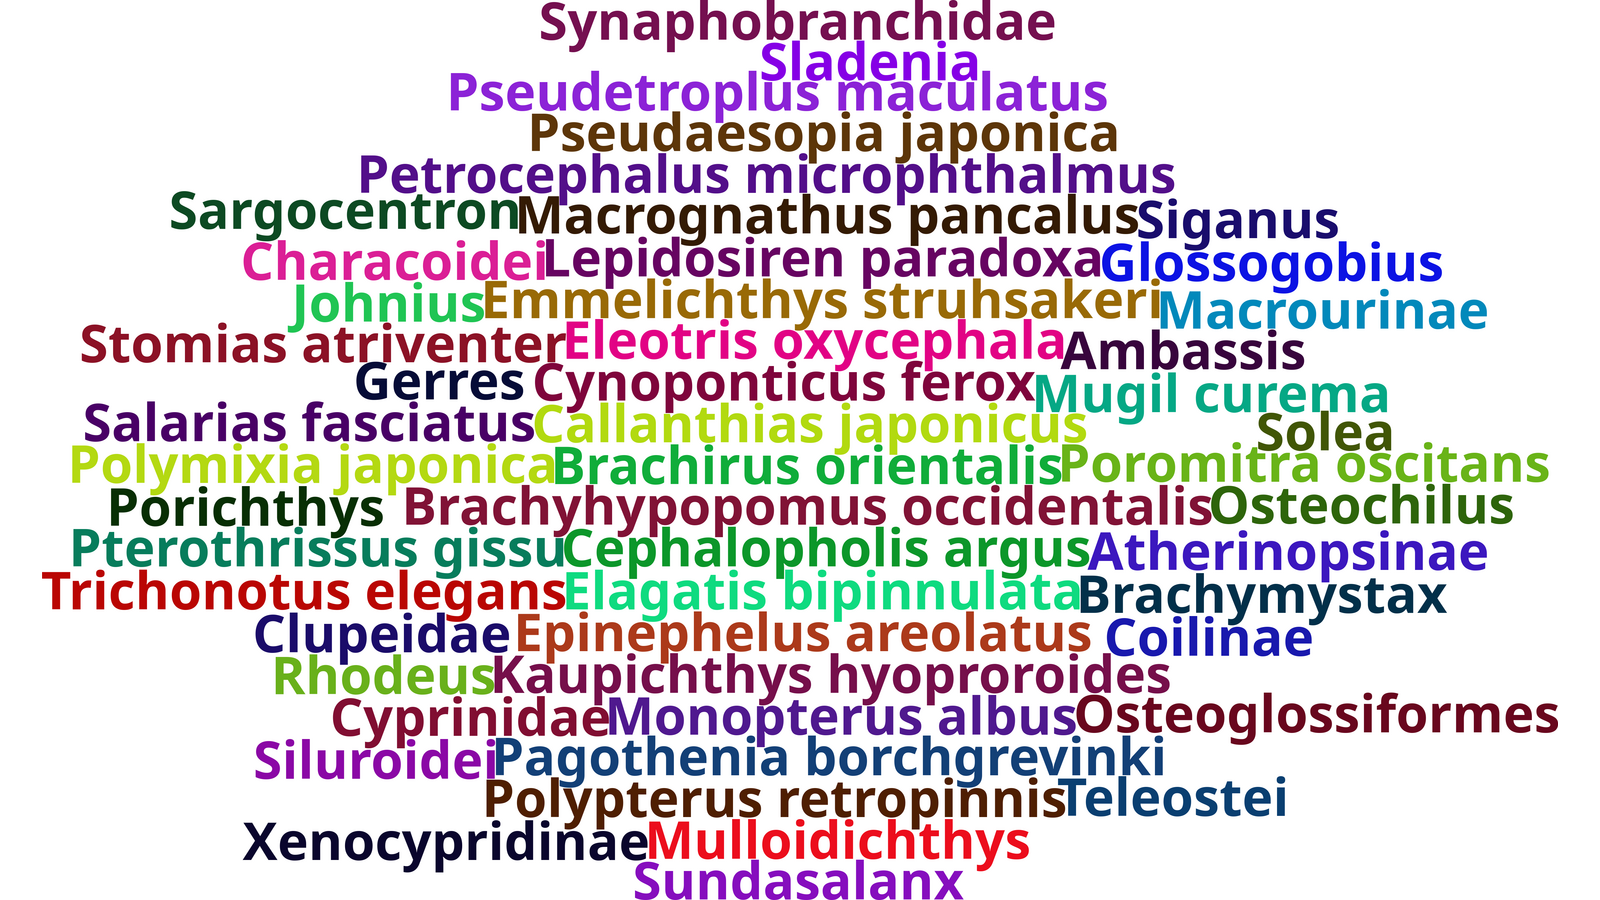 Synaphobranchidae
Sladenia
Pseudetroplus maculatus
Pseudaesopia japonica
Petrocephalus microphthalmus
Sargocentron Macrognathus pancalus Siganus
Characoidei Lepidosiren paradoxa Glossogobius
Johnius Emmelichthys struhsakeri Macrourinae
Stomias atriventer Eleotris oxycephala Ambassis
Gerres Cynoponticus ferox Mugil curema
Salarias fasciatus Callanthias japonicus Solea
Polymixia japonica Brachirus orientalis Poromitra oscitans
Porichthys Brachyhypopomus occidentalis Osteochilus
Pterothrissus gissu Cephalopholis argus Atherinopsinae
Trichonotus elegans Elagatis bipinnulata Brachymystax
Clupeidae Epinephelus areolatus Coilinae
Rhodeus Kaupichthys hyoproroides
Cyprinidae Monopterus albus Osteoglossiformes
Siluroidei Pagothenia borchgrevinki
Polypterus retropinnis Teleostei
Xenocypridinae Mulloidichthys
Sundasalanx